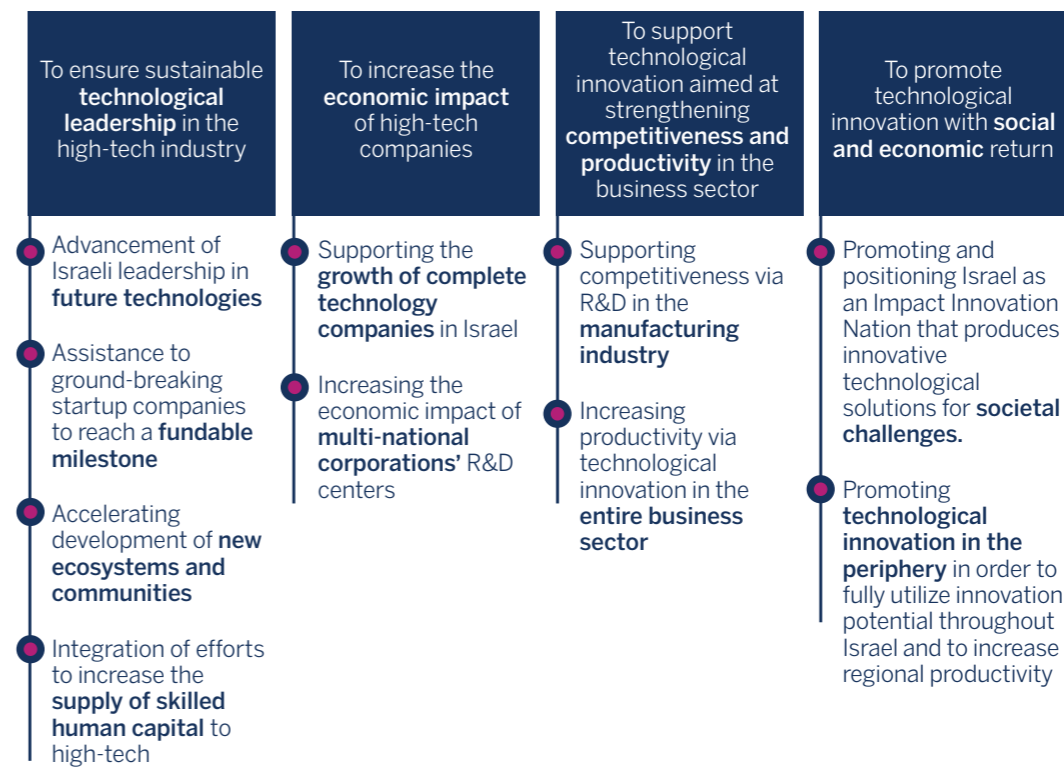 To ensure sustainable
technological
leadership in the
high-tech industry
Advancement of
Israeli leadership in
future technologies
Assistance to
ground-breaking
startup companies
to reach a fundable
milestone
Accelerating
development of new
ecosystems and
communities
Integration of efforts
to increase the
supply of skilled
human capital to
high-tech
To increase the
economic impact
of high-tech
companies
Supporting the
growth of complete
technology
companies in Israel
Increasing the
economic impact of
multi-national
corporations’ R&D
centers
To support
technological
innovation aimed at
strengthening
competitiveness and
productivity in the
business sector
Supporting
competitiveness via
R&D in the
manufacturing
industry
Increasing
productivity via
technological
innovation in the
entire business
sector
To promote
technological
innovation with social
and economic return
Promoting and
positioning Israel as
an Impact Innovation
Nation that produces
innovative
technological
solutions for societal
challenges.
Promoting
technological
innovation in the
periphery in order to
fully utilize innovation
potential throughout
Israel and to increase
regional productivity